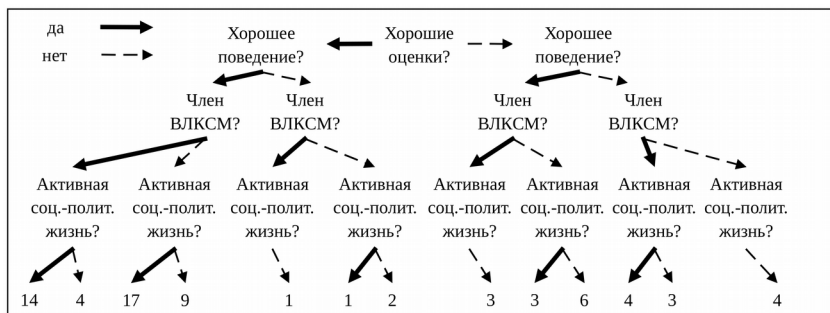 да
нет
Хорошее
поведение?
Хорошие
оценки?
Хорошее
поведение?
Член
ВЛКСМ?
Член
ВЛКСМ?
Член
ВЛКСМ?
Член
ВЛКСМ?
Активная
соц.-полит.
жизнь?
Активная
соц.-полит.
жизнь?
Активная
соц.-полит.
жизнь?
Активная
соц.-полит.
жизнь?
Активная
соц.-полит.
жизнь?
Активная
соц.-полит.
жизнь?
Активная
соц.-полит.
жизнь?
Активная
соц.-полит.
жизнь?
14 4 17 9 1 1 2 3 3 6 4 3 4